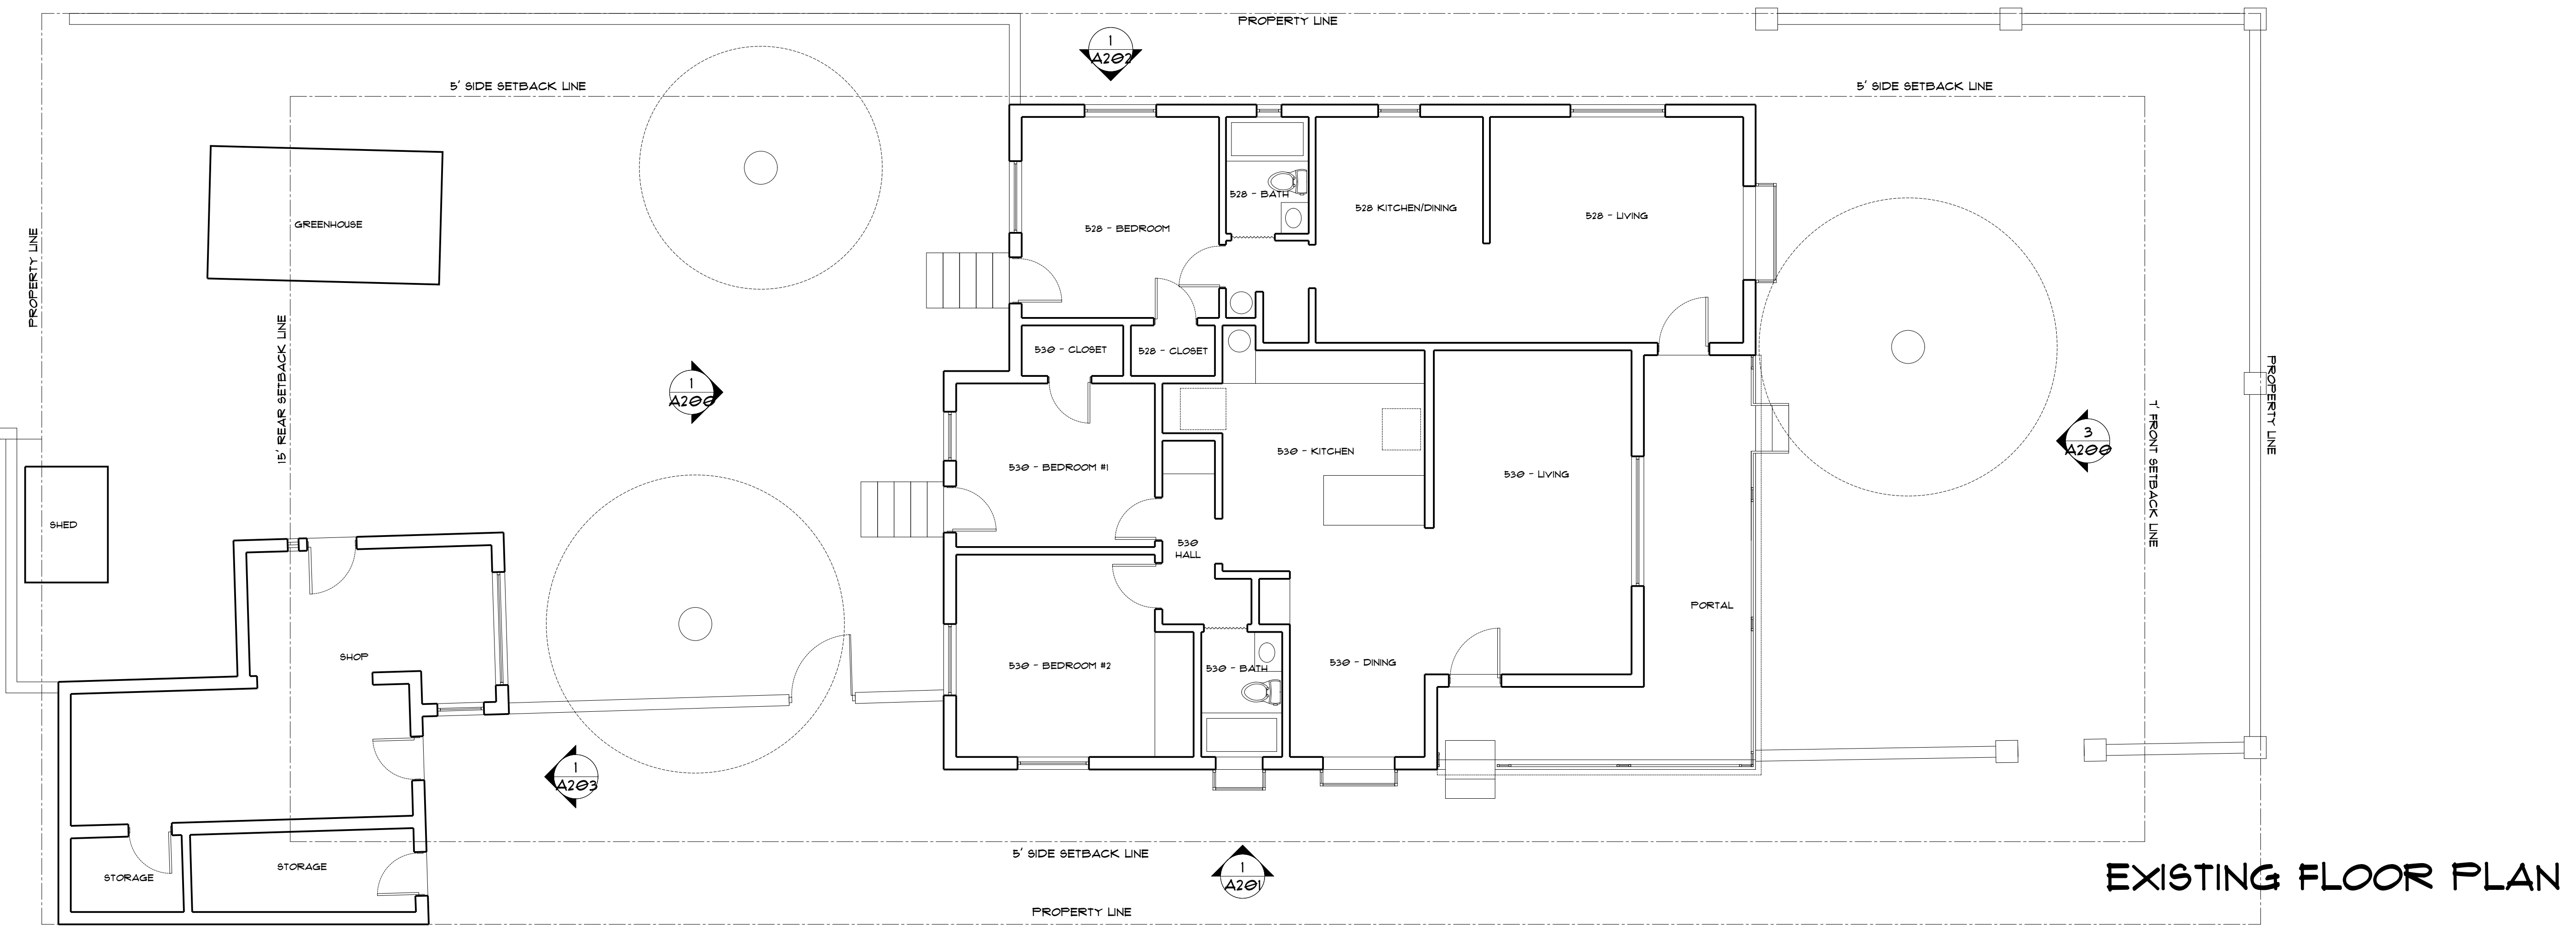 PROPERTY LINE
1
A202
5' SIDE SETBACK LINE
5' SIDE SETBACK LINE
GREENHOUSE
528 - BATH
528 KITCHEN/DINING
528 - LIVING
528 - BEDROOM
PROPERTY LINE
15' REAR SETBACK LINE
530 - CLOSET
528 - CLOSET
1
A200
PROPERTY LINE
7' FRONT SETBACK LINE
3
A200
530 - KITCHEN
530 - BEDROOM #1
530 - LIVING
SHED
530
HALL
PORTAL
SHOP
530 - BEDROOM #2
530 - BATH
530 - DINING
1
A203
5' SIDE SETBACK LINE
STORAGE
STORAGE
1
A201
EXISTING FLOOR PLAN
PROPERTY LINE